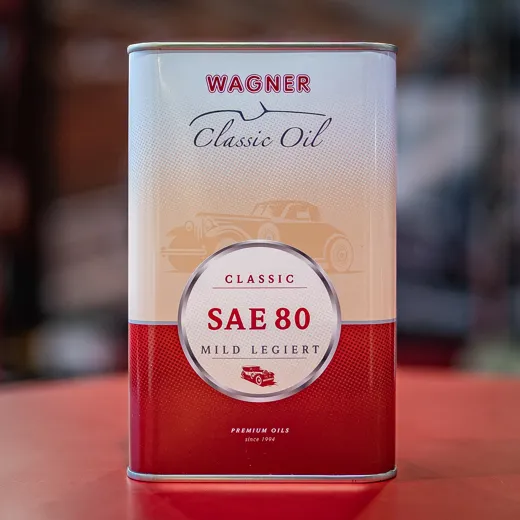 WAGNER
Classic Oil
CLASSIC
SAE 80
MILD LEGIERT
PREMIUM OILS
since 1994